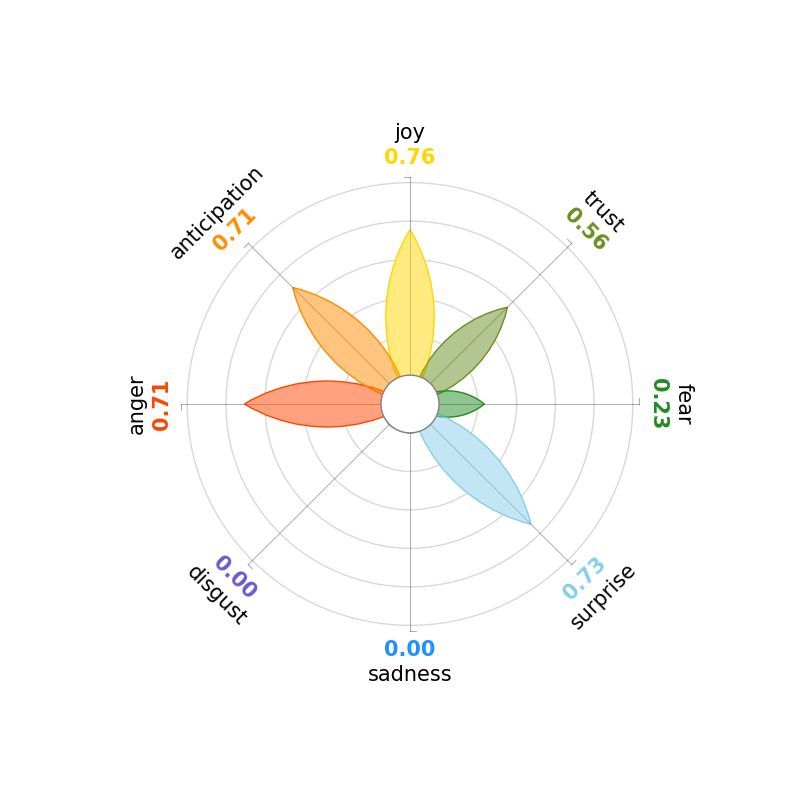 joy
0.76
trust
0.56
fear
0.23
surprise
0.73
sadness
0.00
disgust
0.00
anger
0.71
anticipation
0.71